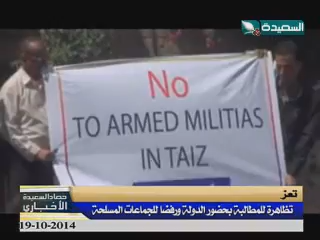 السعيدة
No
TO ARMED MILITIAS
IN TAIZ
حصاد السعيدة
الأخباري
تعز
تظاهرة للمطالبة بحضور الدولة ورفضا للجماعات المسلحة
19-10-2014